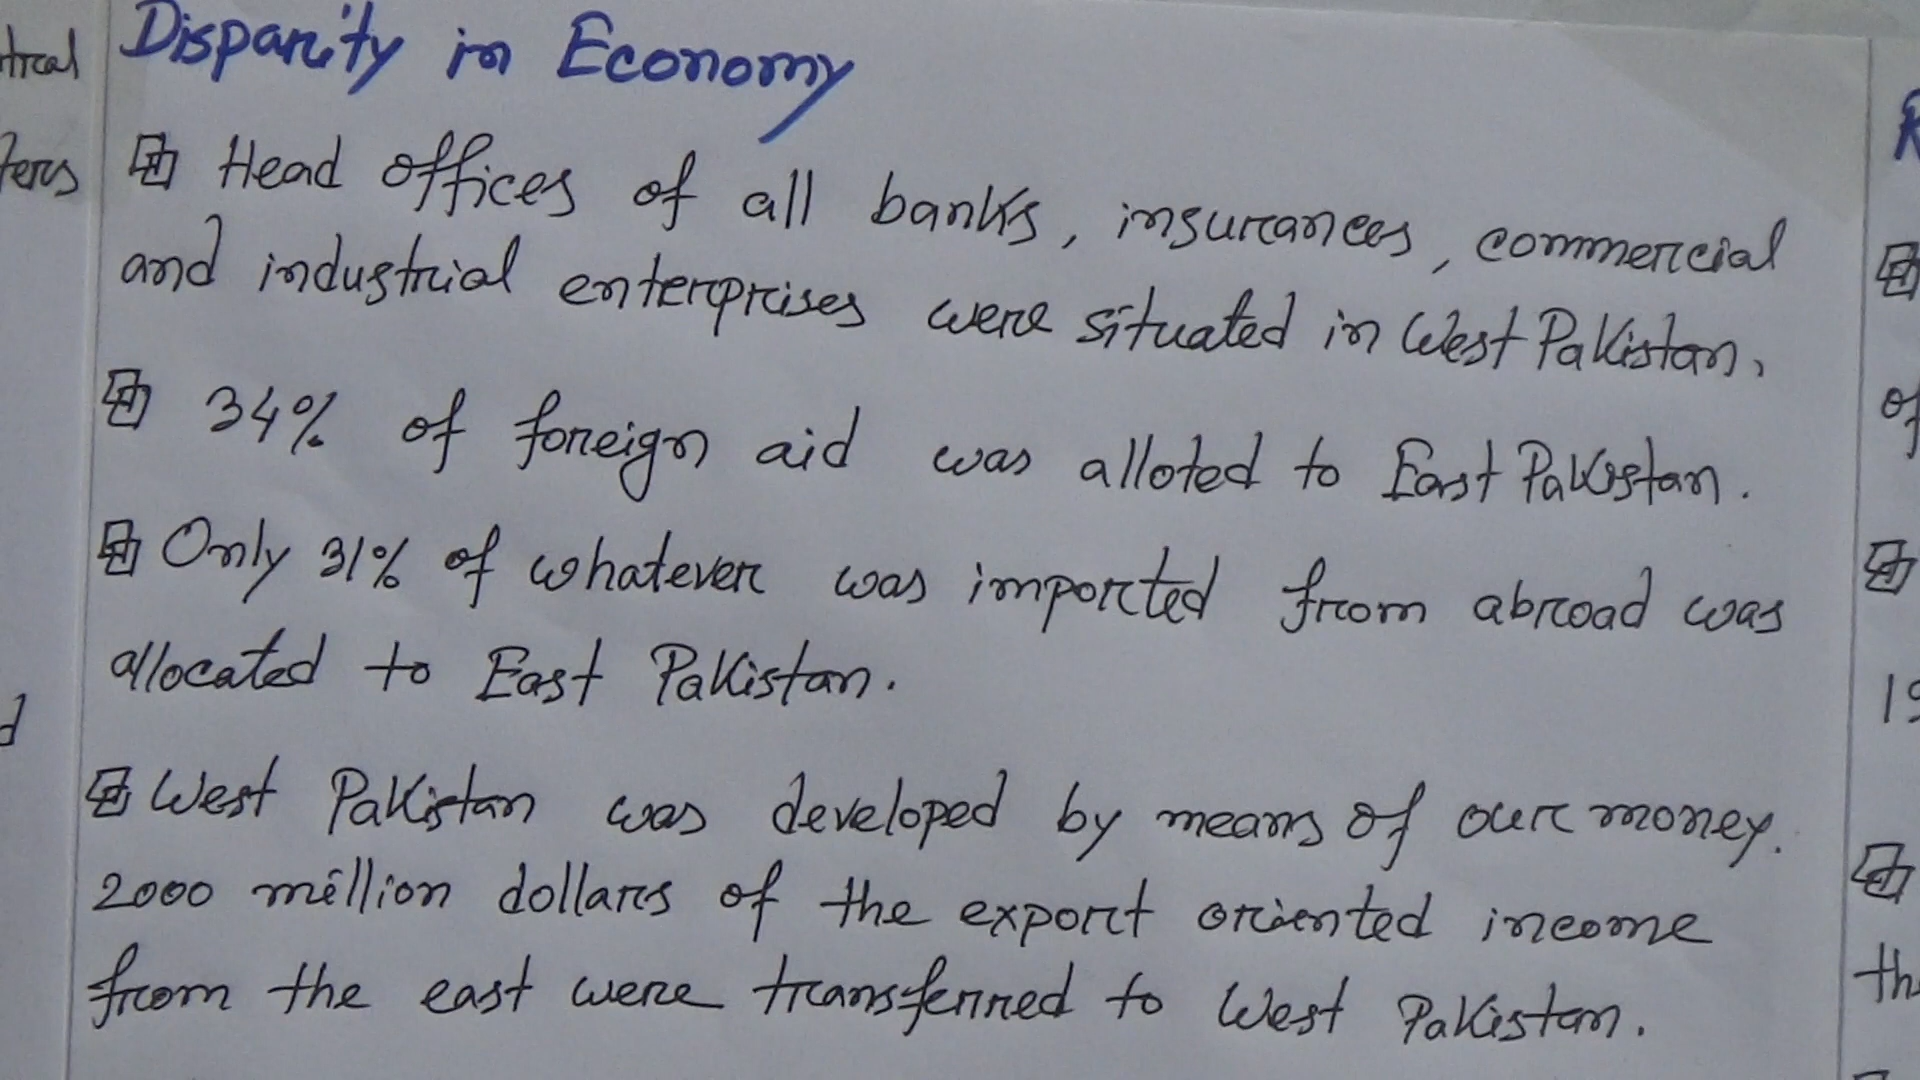 Disparity in Economy
Head offices of all banks, insurances, commercial
and industrial enterprises were situated in West Pakistan.
34% of foreign aid was alloted to East Pakistan.
Only 31% of whatever was imported from abroad was
allocated to East Pakistan.
West Pakistan was developed by means of our money.
2000 million dollars of the export oriented income
from the east were transferred to West Pakistan.
of